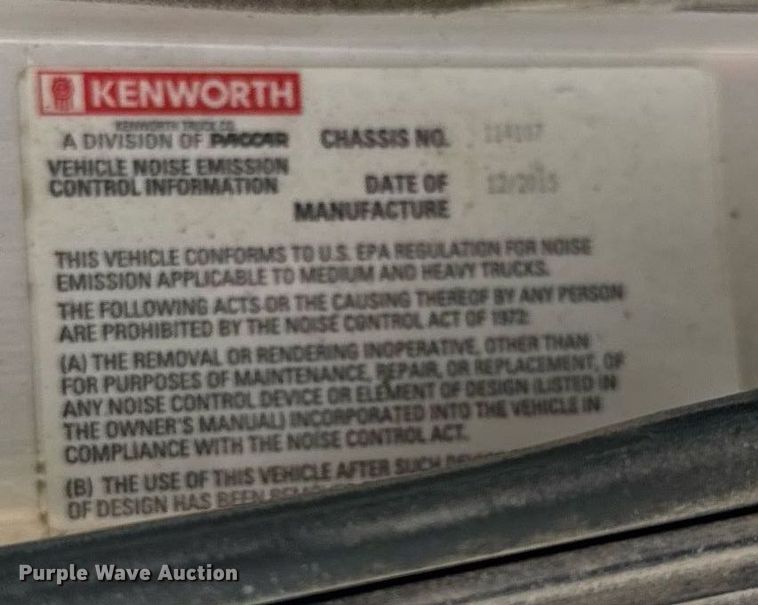 KENWORTH
KENWORTH TRUCK CO.
A DIVISION OF PACCAR
CHASSIS NO.
VEHICLE NOISE EMISSION
CONTROL INFORMATION
DATE OF
MANUFACTURE
12/2015
THIS VEHICLE CONFORMS TO U.S. EPA REGULATION FOR NOISE
EMISSION APPLICABLE TO MEDIUM AND HEAVY TRUCKS.
THE FOLLOWING ACTS OR THE CAUSING THEREOF BY ANY PERSON
ARE PROHIBITED BY THE NOISE CONTROL ACT OF 1972:
(A) THE REMOVAL OR RENDERING INOPERATIVE, OTHER THAN
FOR PURPOSES OF MAINTENANCE, REPAIR, OR REPLACEMENT, OF
ANY NOISE CONTROL DEVICE OR ELEMENT OF DESIGN (LISTED IN
THE OWNER'S MANUAL) INCORPORATED INTO THE VEHICLE IN
COMPLIANCE WITH THE NOISE CONTROL ACT.
(B) THE USE OF THIS VEHICLE AFTER SUCH
OF DESIGN HAS BEEN
Purple Wave Auction